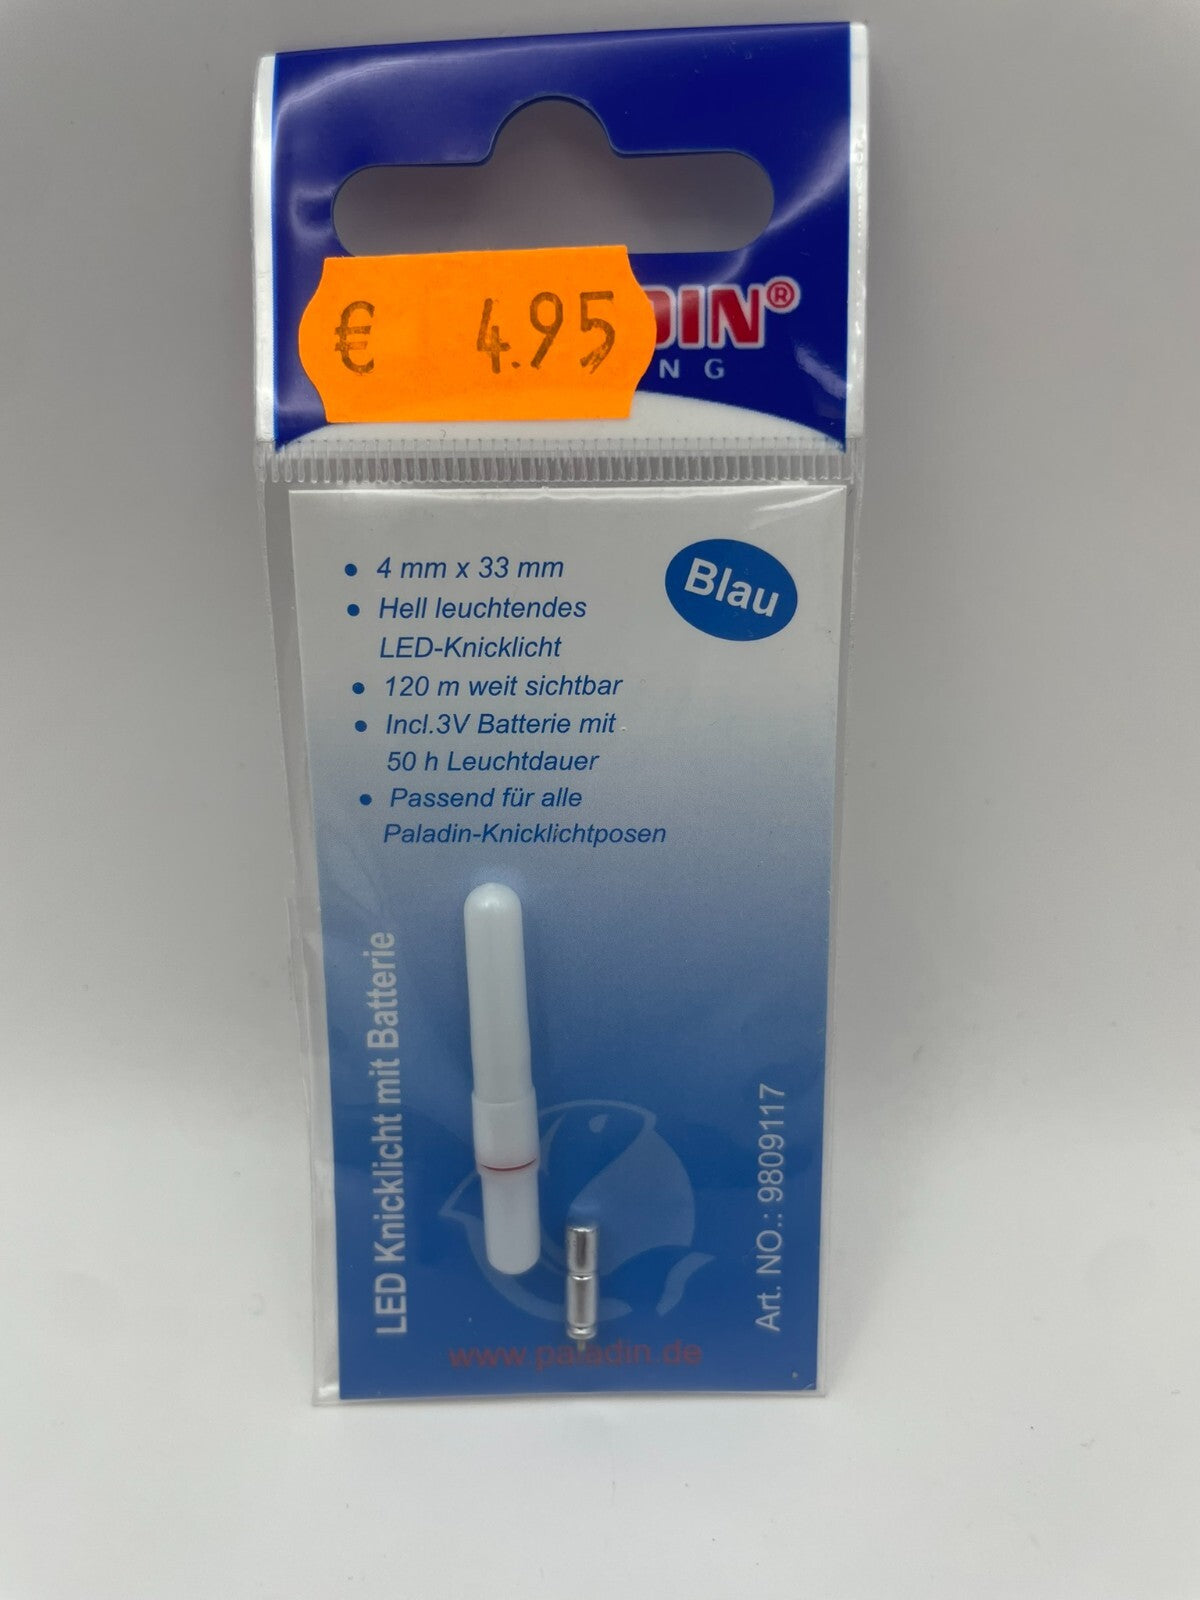 € 4.95
DIN®
NG
Blau
• 4 mm x 33 mm
• Hell leuchtendes
LED-Knicklicht
• 120 m weit sichtbar
• Incl.3V Batterie mit
50 h Leuchtdauer
• Passend für alle
Paladin-Knicklichtposen
LED Knicklicht mit Batterie
Art. NO.: 9809117
www.paladin.de